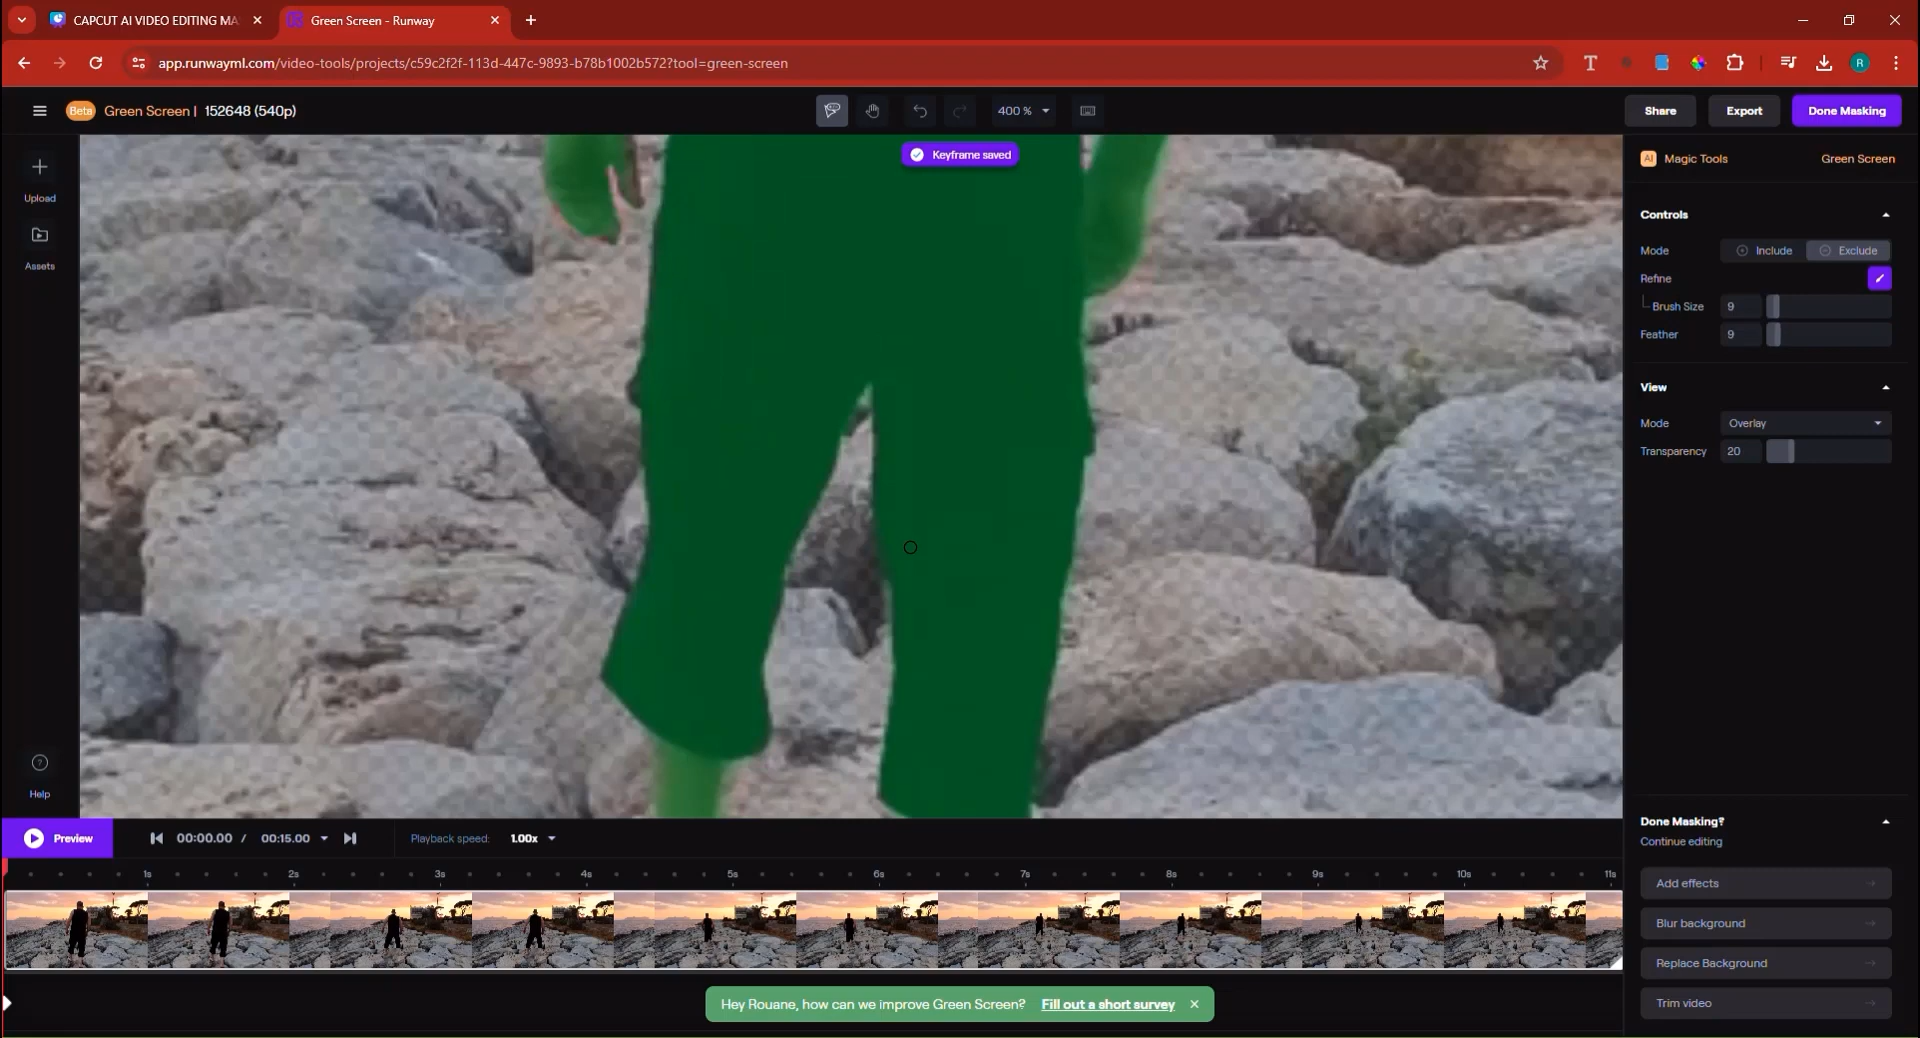 CAPCUT AI VIDEO EDITING MA
Green Screen - Runway
app.runwayml.com/video-tools/projects/c59c2f2f-113d-447c-9893-b78b1002b572?tool=green-screen
T
R
Beta Green Screen | 152648 (540p)
400 %
Share
Export
Done Masking
Keyframe saved
Upload
Assets
Help
AI Magic Tools
Green Screen
Controls
Mode Include Exclude
Refine
Brush Size 9
Feather 9
View
Mode Overlay
Transparency 20
Preview
00:00.00 / 00:15.00
Playback speed: 1.00x
1s 2s 3s 4s 5s 6s 7s 8s 9s 10s 11s
Done Masking?
Continue editing
Add effects
Blur background
Replace Background
Trim video
Hey Rouane, how can we improve Green Screen? Fill out a short survey